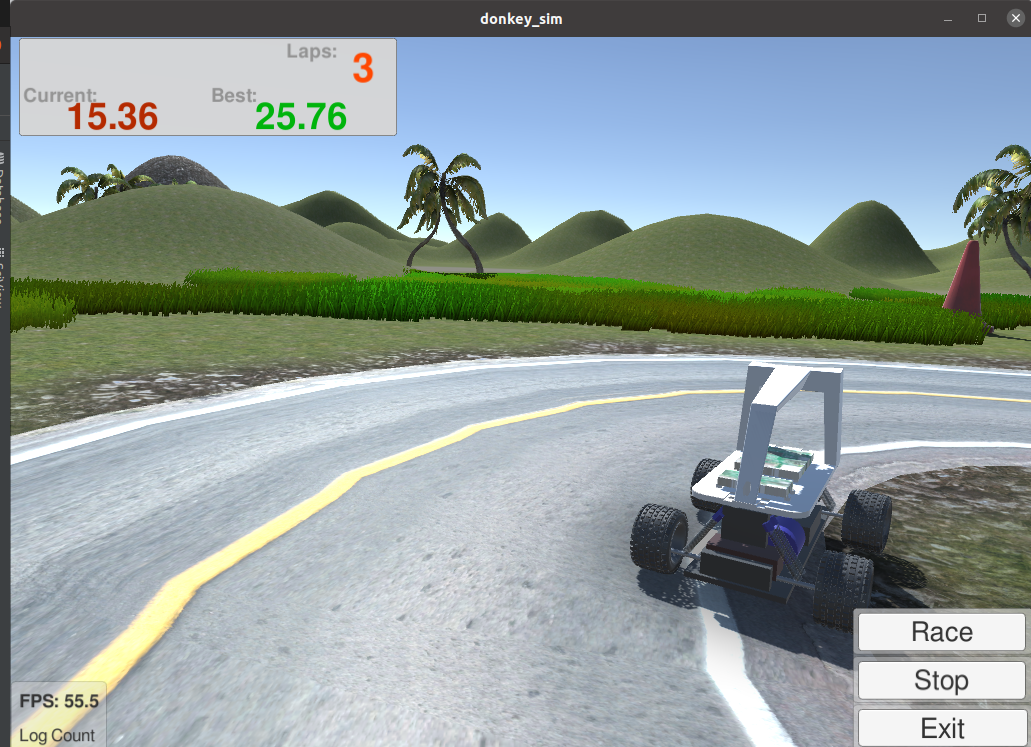 donkey_sim
Laps:
3
Current:
15.36
Best:
25.76
FPS: 55.5
Log Count
Race
Stop
Exit